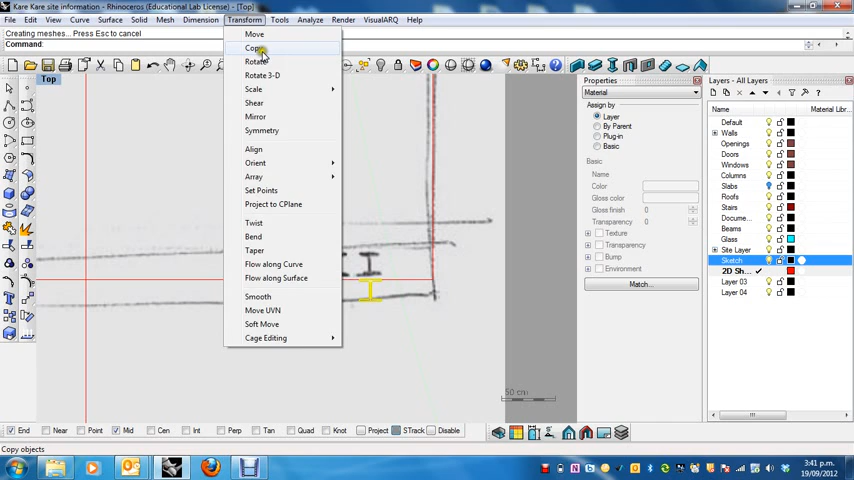 Kare Kare site information - Rhinoceros (Educational Lab License) - [Top]
File Edit View Curve Surface Solid Mesh Dimension Transform Tools Analyze Render VisualARQ Help
Creating meshes... Press Esc to cancel
Command:
Top
Move
Copy
Rotate
Rotate 3-D
Scale
Shear
Mirror
Symmetry
Align
Orient
Array
Set Points
Project to CPlane
Twist
Bend
Taper
Flow along Curve
Flow along Surface
Smooth
Move UVN
Soft Move
Cage Editing
50 cm
Properties
Material
Assign by
Layer
By Parent
Plug-in
Basic
Basic
Name
Color
Gloss color
Gloss finish 0
Transparency 0
Texture
Transparency
Bump
Environment
Match...
Layers - All Layers
Name Material Libr...
Default
Walls
Openings
Doors
Windows
Slabs
Roofs
Stairs
Docume...
Beams
Glass
Site Layer
Sketch
2D Sh...
Layer 03
Layer 04
End Near Point Mid Cen Int Perp Tan Quad Knot Project STrack Disable
Copy objects
3:41 p.m.
19/09/2012